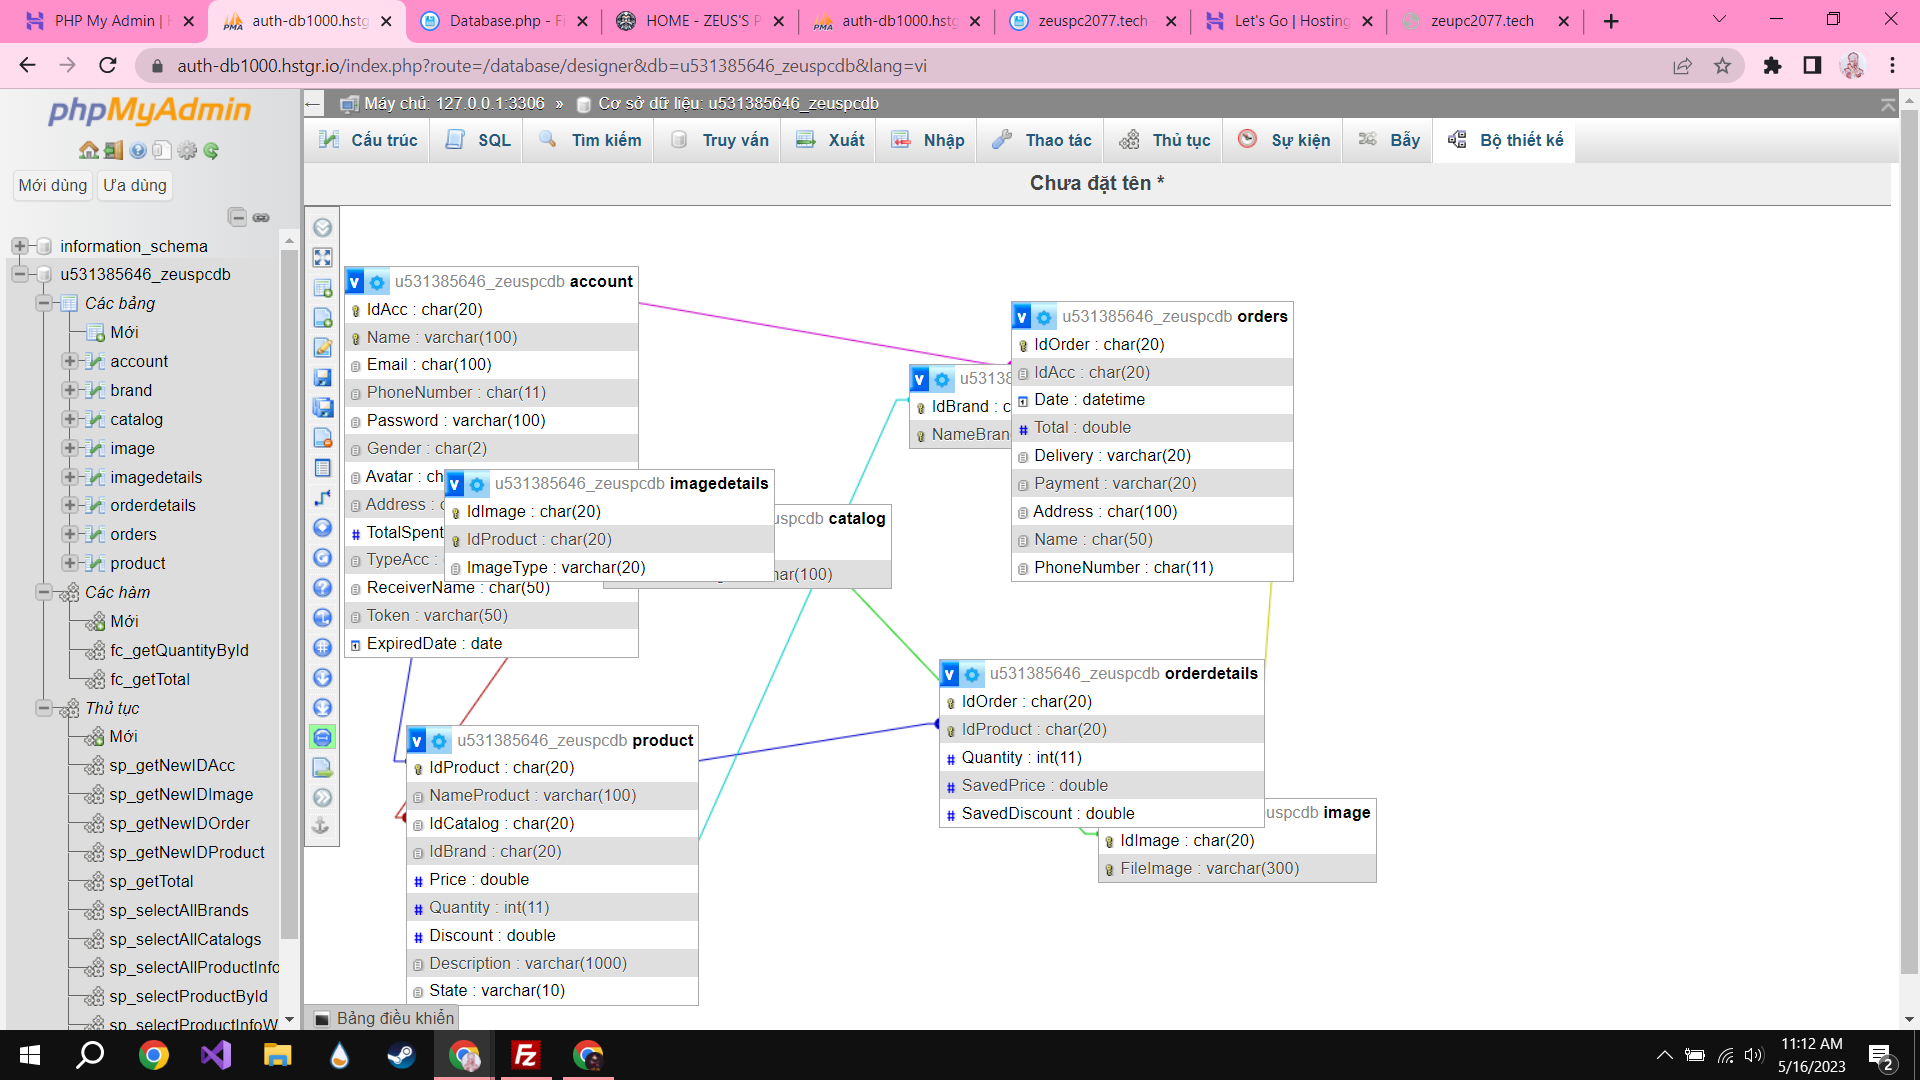 PHP My Admin | H
auth-db1000.hstg
Database.php - Fi
HOME - ZEUS'S P
auth-db1000.hstg
zeuspc2077.tech
Let's Go | Hosting
zeupc2077.tech
auth-db1000.hstgr.io/index.php?route=/database/designer&db=u531385646_zeuspcdb&lang=vi
phpMyAdmin
Mới dùng
Ưa dùng
information_schema
u531385646_zeuspcdb
Các bảng
Mới
account
brand
catalog
image
imagedetails
orderdetails
orders
product
Các hàm
Mới
fc_getQuantityById
fc_getTotal
Thủ tục
Mới
sp_getNewIDAcc
sp_getNewIDImage
sp_getNewIDOrder
sp_getNewIDProduct
sp_getTotal
sp_selectAllBrands
sp_selectAllCatalogs
sp_selectAllProductInfo
sp_selectProductById
sp_selectProductInfoW
Máy chủ: 127.0.0.1:3306 » Cơ sở dữ liệu: u531385646_zeuspcdb
Cấu trúc
SQL
Tìm kiếm
Truy vấn
Xuất
Nhập
Thao tác
Thủ tục
Sự kiện
Bẫy
Bộ thiết kế
Chưa đặt tên *
u531385646_zeuspcdb account
IdAcc : char(20)
Name : varchar(100)
Email : char(100)
PhoneNumber : char(11)
Password : varchar(100)
Gender : char(2)
Avatar : ch
Address : c
TotalSpent
TypeAcc :
ReceiverName : char(50)
Token : varchar(50)
ExpiredDate : date
u531385646_zeuspcdb imagedetails
IdImage : char(20)
IdProduct : char(20)
ImageType : varchar(20)
uspcdb catalog
har(100)
u5313
IdBrand : c
NameBran
u531385646_zeuspcdb orders
IdOrder : char(20)
IdAcc : char(20)
Date : datetime
Total : double
Delivery : varchar(20)
Payment : varchar(20)
Address : char(100)
Name : char(50)
PhoneNumber : char(11)
u531385646_zeuspcdb orderdetails
IdOrder : char(20)
IdProduct : char(20)
Quantity : int(11)
SavedPrice : double
SavedDiscount : double
uspcdb image
IdImage : char(20)
FileImage : varchar(300)
u531385646_zeuspcdb product
IdProduct : char(20)
NameProduct : varchar(100)
IdCatalog : char(20)
IdBrand : char(20)
Price : double
Quantity : int(11)
Discount : double
Description : varchar(1000)
State : varchar(10)
Bảng điều khiển
11:12 AM
5/16/2023
2